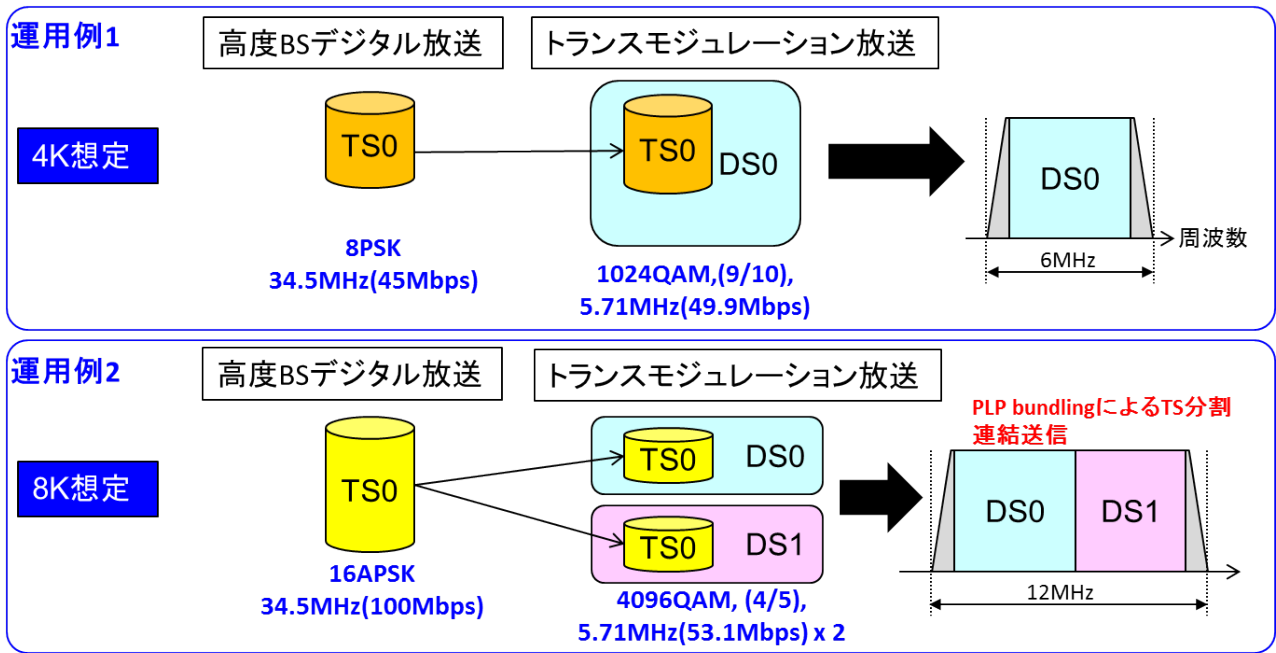 運用例1
高度BSデジタル放送
トランスモジュレーション放送
4K想定
TS0
TS0
DS0
DS0
周波数
6MHz
8PSK
34.5MHz(45Mbps)
1024QAM,(9/10),
5.71MHz(49.9Mbps)
運用例2
高度BSデジタル放送
トランスモジュレーション放送
PLP bundlingによるTS分割
連結送信
8K想定
TS0
TS0
DS0
TS0
DS1
DS0
DS1
12MHz
16APSK
34.5MHz(100Mbps)
4096QAM, (4/5),
5.71MHz(53.1Mbps) x 2